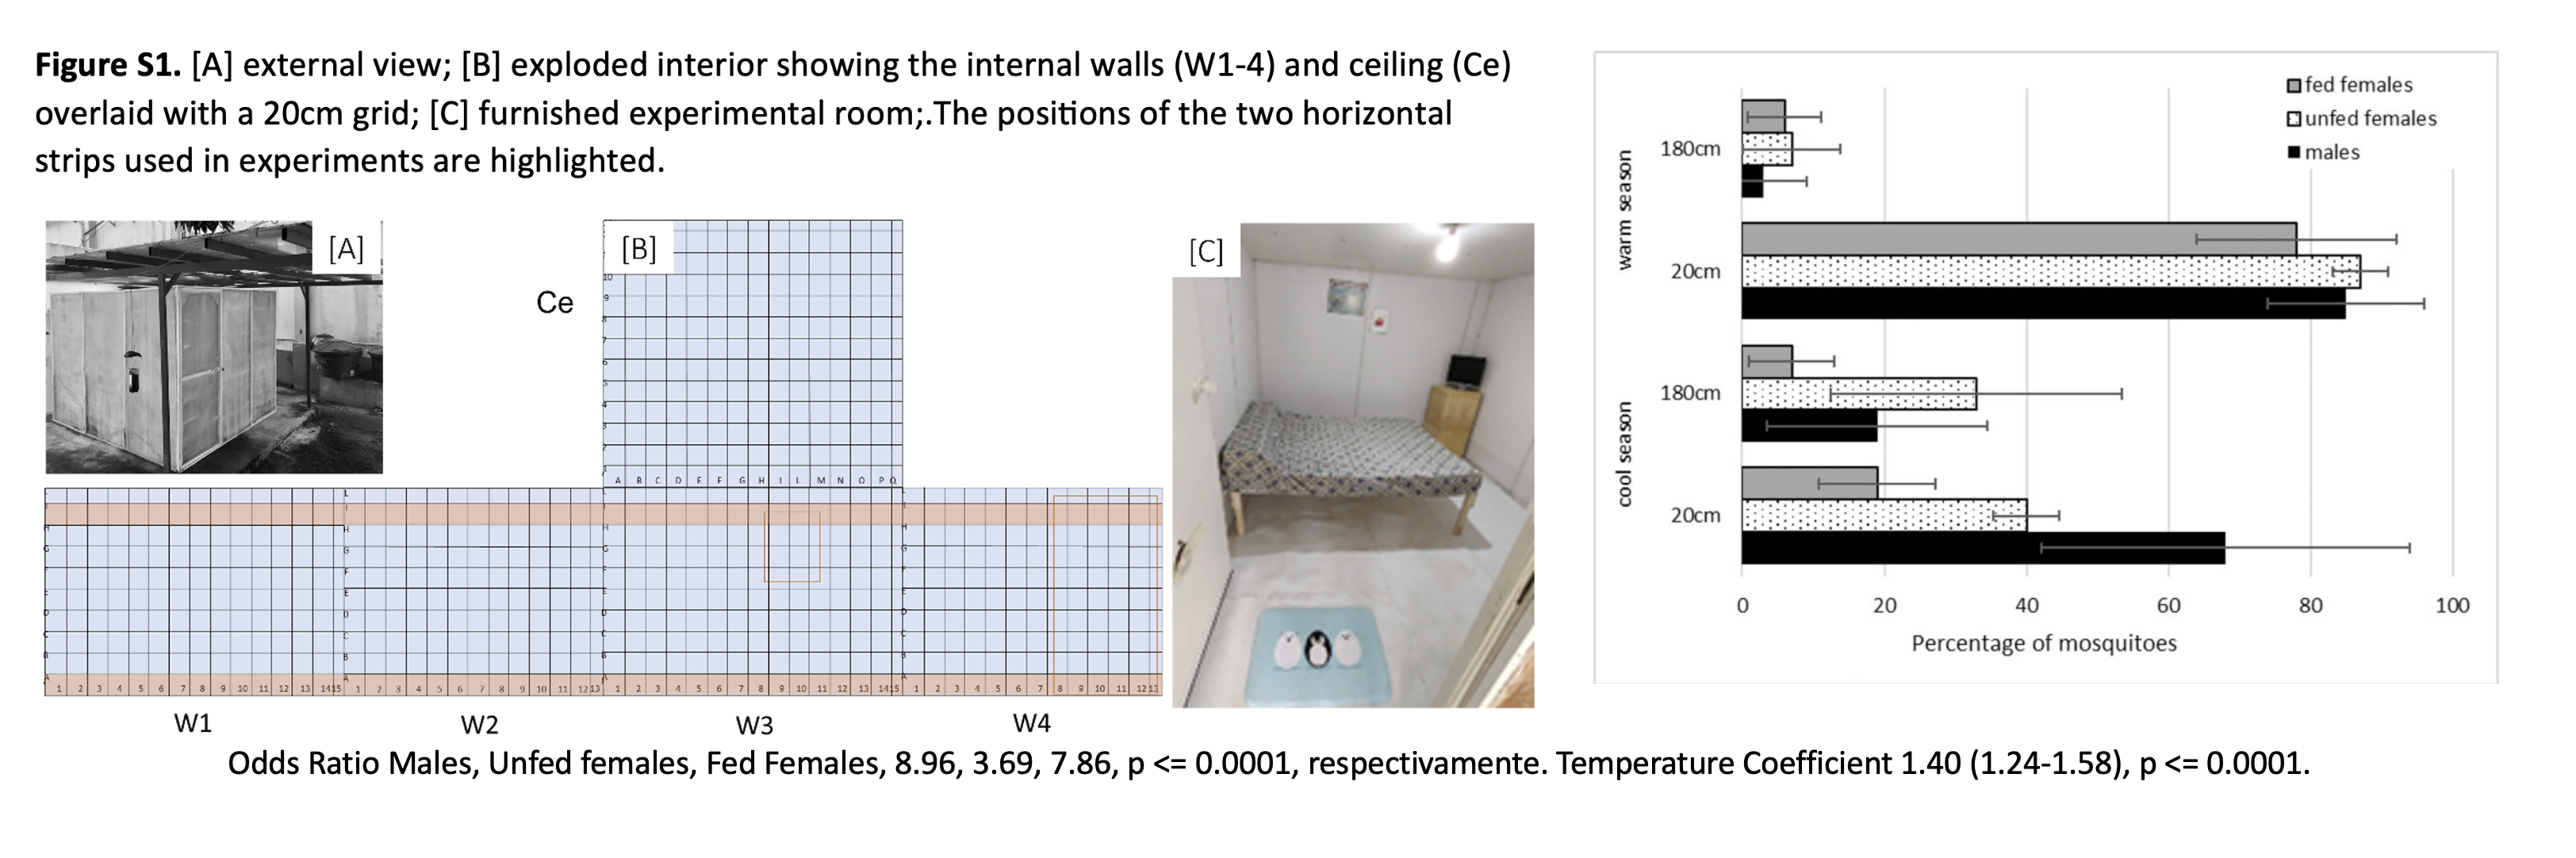 Figure S1. [A] external view; [B] exploded interior showing the internal walls (W1-4) and ceiling (Ce)
overlaid with a 20cm grid; [C] furnished experimental room;.The positions of the two horizontal
strips used in experiments are highlighted.
[A]
[B]
Ce
10
9
8
7
6
5
4
3
2
1
A B C D E F G H I L M N O P Q
[C]
I
H
G
F
E
D
C
B
A
1 2 3 4 5 6 7 8 9 10 11 12 13 14 15
L
I
H
G
F
E
D
C
B
A
1 2 3 4 5 6 7 8 9 10 11 12 13
I
H
G
F
E
D
C
B
A
1 2 3 4 5 6 7 8 9 10 11 12 13 14 15
I
H
G
F
E
D
C
B
A
1 2 3 4 5 6 7 8 9 10 11 12 13
W1
W2
W3
W4
fed females
unfed females
males
warm season
180cm
20cm
cool season
180cm
20cm
0 20 40 60 80 100
Percentage of mosquitoes
Odds Ratio Males, Unfed females, Fed Females, 8.96, 3.69, 7.86, p <= 0.0001, respectivamente. Temperature Coefficient 1.40 (1.24-1.58), p <= 0.0001.